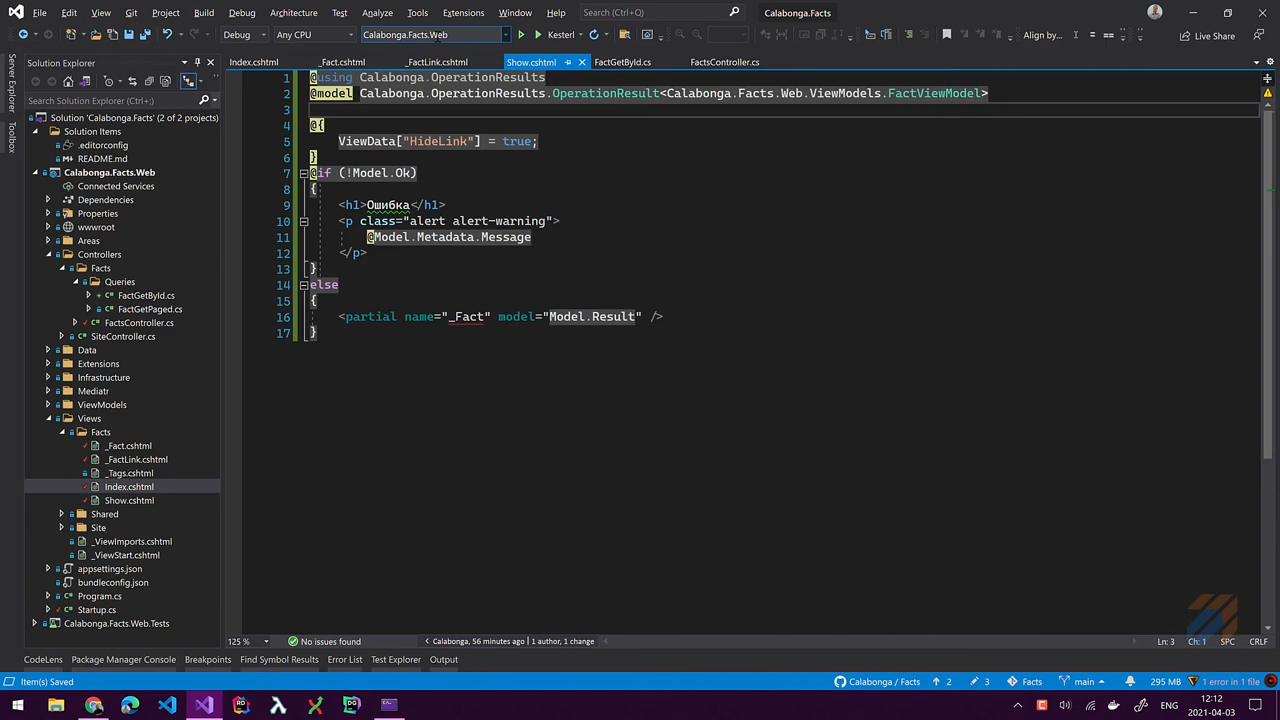 File Edit View Git Project Build Debug Architecture Test Analyze Tools Extensions Window Help Search (Ctrl+;) Calabonga.Facts
Debug Any CPU Calabonga.Facts.Web Kestrel Align by... Live Share
Server Explorer
Toolbox
Solution Explorer
Search Solution Explorer (Ctrl+;)
Solution 'Calabonga.Facts' (2 of 2 projects)
Solution Items
.editorconfig
README.md
Calabonga.Facts.Web
Connected Services
Dependencies
Properties
wwwroot
Areas
Controllers
Facts
Queries
FactGetById.cs
FactGetPaged.cs
FactsController.cs
SiteController.cs
Data
Extensions
Infrastructure
Mediatr
ViewModels
Views
Facts
_Fact.cshtml
_FactLink.cshtml
_Tags.cshtml
Index.cshtml
Show.cshtml
Shared
Site
_ViewImports.cshtml
_ViewStart.cshtml
appsettings.json
bundleconfig.json
Program.cs
Startup.cs
Calabonga.Facts.Web.Tests
Index.cshtml _Fact.cshtml _FactLink.cshtml Show.cshtml FactGetById.cs FactsController.cs
1 @using Calabonga.OperationResults
2 @model Calabonga.OperationResults.OperationResult<Calabonga.Facts.Web.ViewModels.FactViewModel>
3
4 @{
5 ViewData["HideLink"] = true;
6 }
7 @if (!Model.Ok)
8 {
9 <h1>Ошибка</h1>
10 <p class="alert alert-warning">
11 @Model.Metadata.Message
12 </p>
13 }
14 else
15 {
16 <partial name="_Fact" model="Model.Result" />
17 }
125 % No issues found Calabonga, 56 minutes ago | 1 author, 1 change Ln: 3 Ch: 1 SPC CRLF
CodeLens Package Manager Console Breakpoints Find Symbol Results Error List Test Explorer Output
Item(s) Saved Calabonga / Facts 2 3 Facts main 295 MB 1 error in 1 file
ENG 12:12
2021-04-03